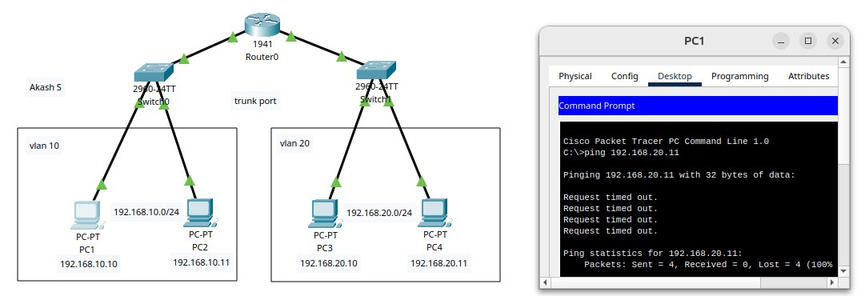 1941
Router0
2960-24TT
Switch0
2960-24TT
Switch1
Akash S
trunk port
vlan 10
vlan 20
192.168.10.0/24
192.168.20.0/24
PC-PT
PC1
PC-PT
PC2
PC-PT
PC3
PC-PT
PC4
192.168.10.10
192.168.10.11
192.168.20.10
192.168.20.11
PC1
Physical Config Desktop Programming Attributes
Command Prompt
Cisco Packet Tracer PC Command Line 1.0
C:\>ping 192.168.20.11
Pinging 192.168.20.11 with 32 bytes of data:
Request timed out.
Request timed out.
Request timed out.
Request timed out.
Ping statistics for 192.168.20.11:
Packets: Sent = 4, Received = 0, Lost = 4 (100%